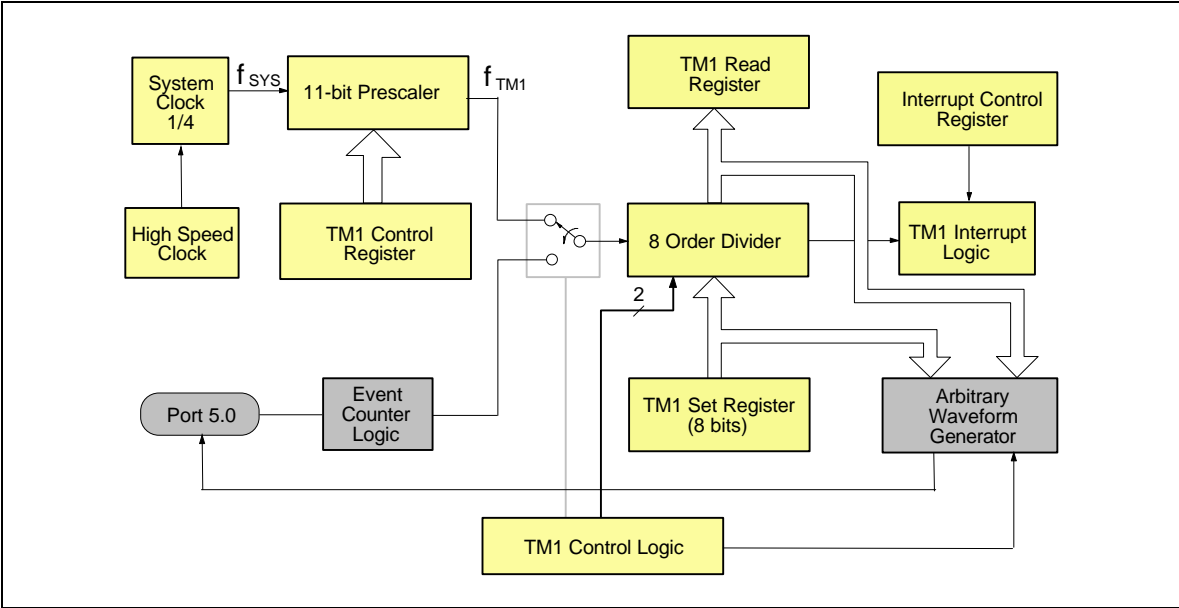 System
Clock
1/4
f SYS
11-bit Prescaler
f TM1
TM1 Read
Register
Interrupt Control
Register
High Speed
Clock
TM1 Control
Register
8 Order Divider
TM1 Interrupt
Logic
2
Port 5.0
Event
Counter
Logic
TM1 Set Register
(8 bits)
Arbitrary
Waveform
Generator
TM1 Control Logic